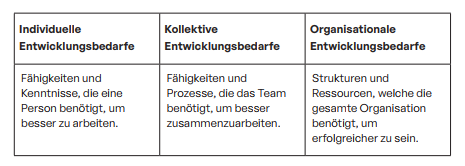 Individuelle
Entwicklungsbedarfe
Kollektive
Entwicklungsbedarfe
Organisationale
Entwicklungsbedarfe
Fähigkeiten und
Kenntnisse, die eine
Person benötigt, um
besser zu arbeiten.
Fähigkeiten und
Prozesse, die das Team
benötigt, um besser
zusammenzuarbeiten.
Strukturen und
Ressourcen, welche die
gesamte Organisation
benötigt, um
erfolgreicher zu sein.